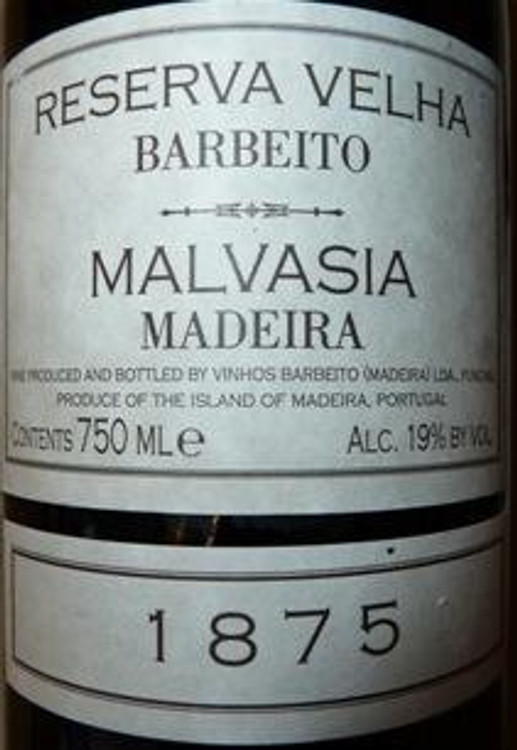 RESERVA VELHA
BARBEITO
MALVASIA
MADEIRA
PRODUCED AND BOTTLED BY VINHOS BARBEITO (MADEIRA) LDA.,
PRODUCE OF THE ISLAND OF MADEIRA, PORTUGAL
CONTENTS 750 ML ℮ ALC. 19% BY VOL.
1875